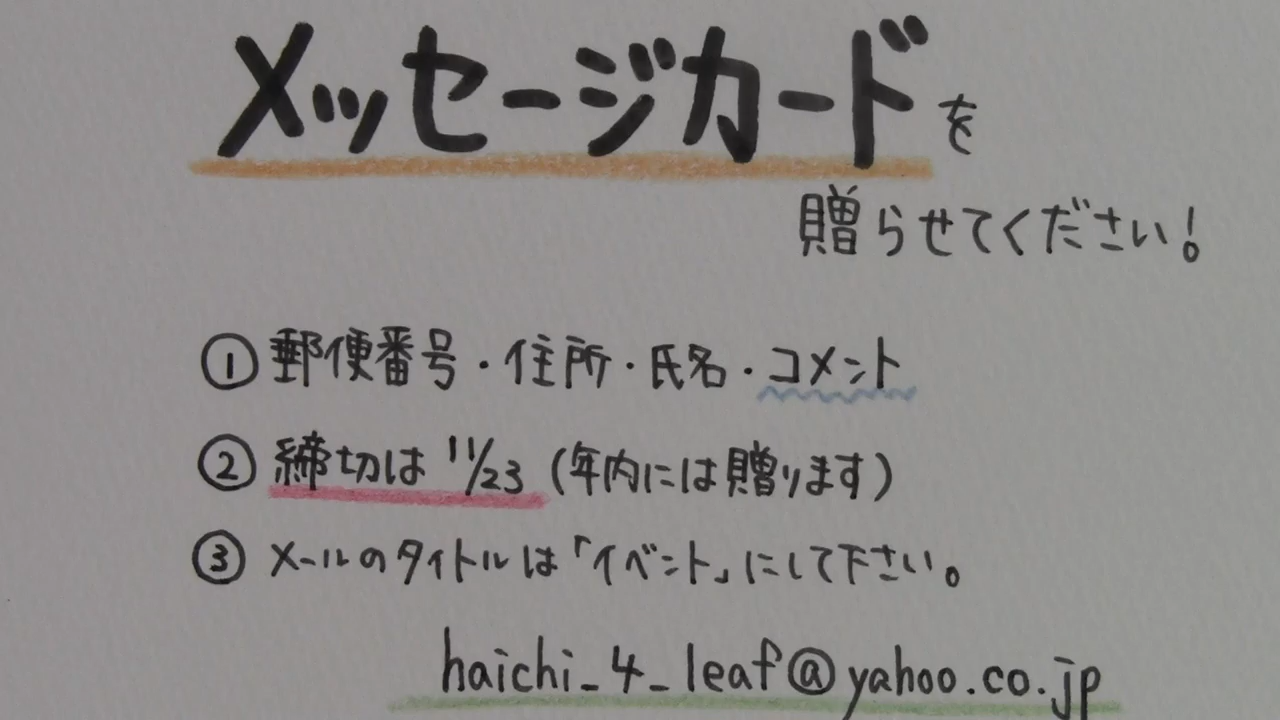 メッセージカードを
贈らせてください!
① 郵便番号・住所・氏名・コメント
② 締切は 11/23 (年内には贈ります)
③ メールのタイトルは「イベント」にして下さい。
haichi_4_leaf@yahoo.co.jp